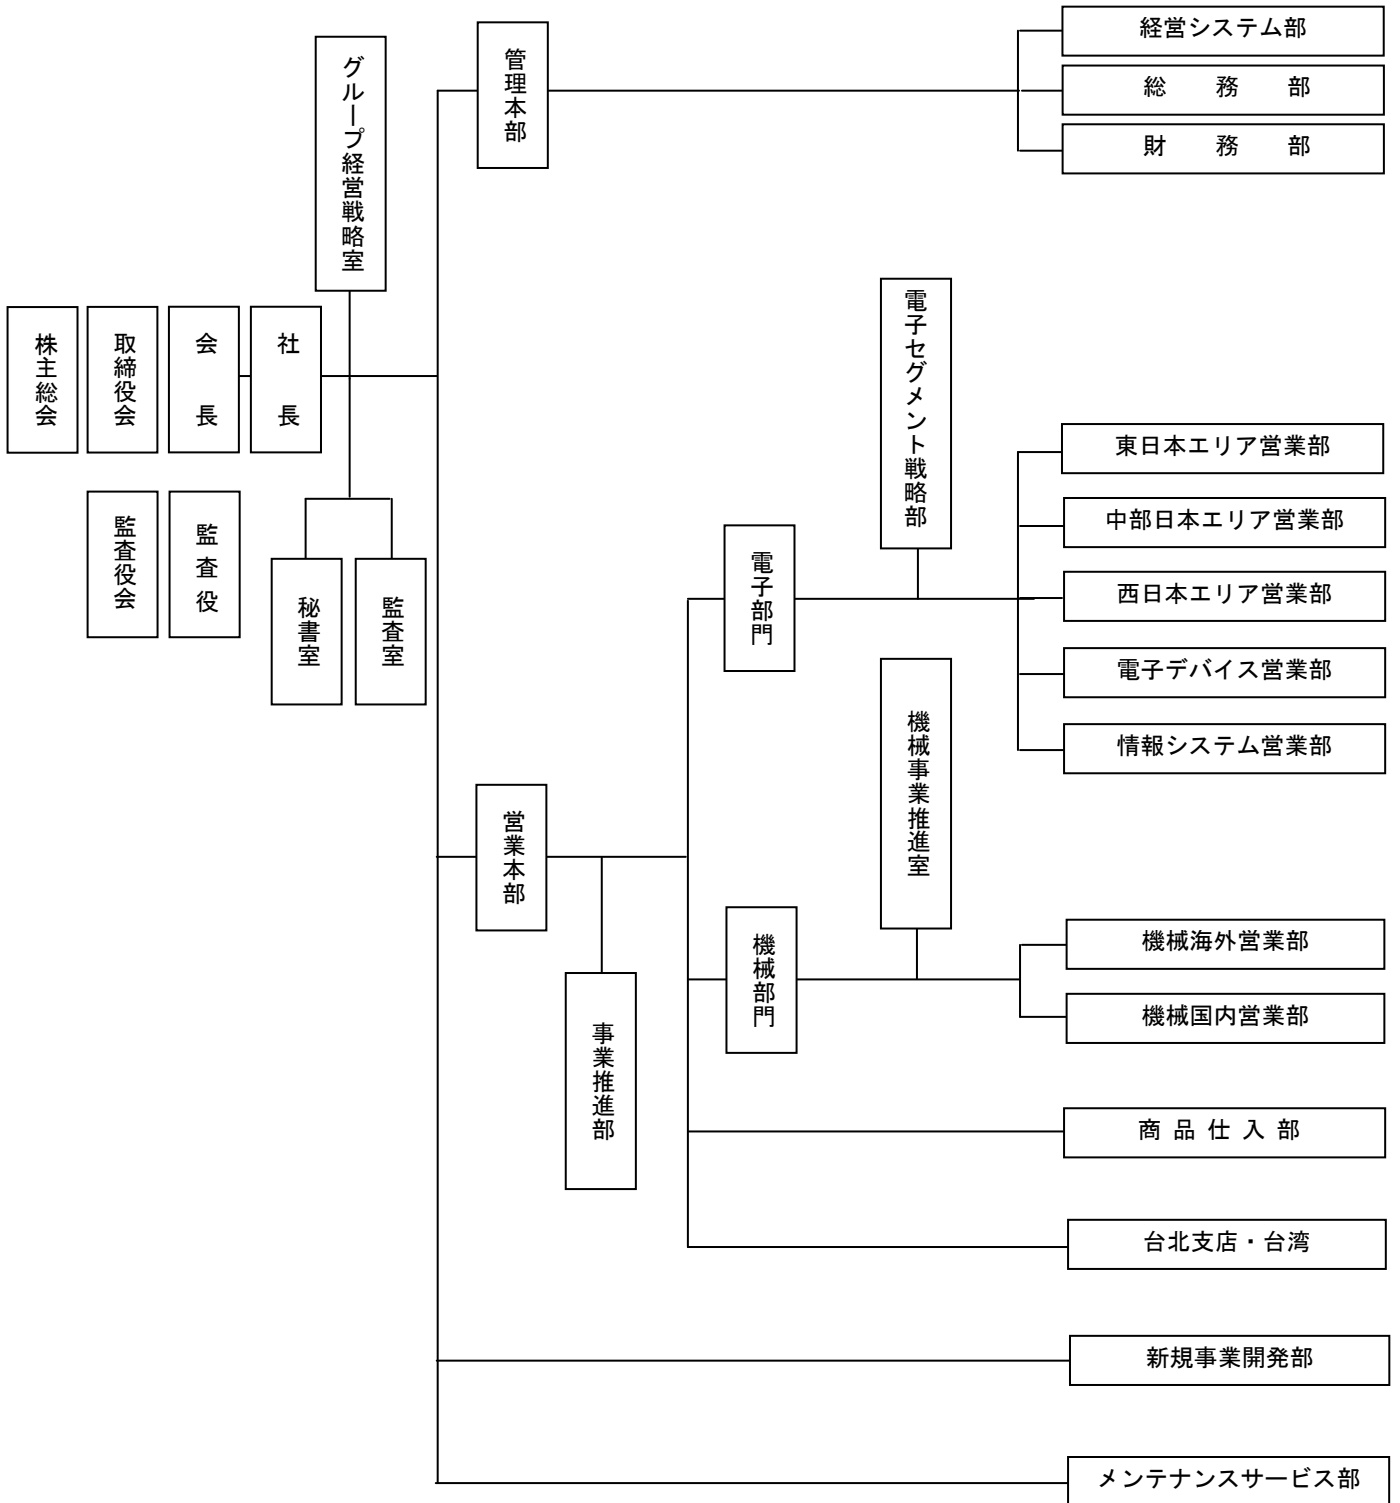 経営システム部
総務部
財務部
管理本部
グループ経営戦略室
株主総会
取締役会
会長
社長
監査役会
監査役
秘書室
監査室
電子セグメント戦略部
東日本エリア営業部
中部日本エリア営業部
西日本エリア営業部
電子デバイス営業部
情報システム営業部
電子部門
機械事業推進室
営業本部
機械部門
機械海外営業部
機械国内営業部
事業推進部
商品仕入部
台北支店・台湾
新規事業開発部
メンテナンスサービス部